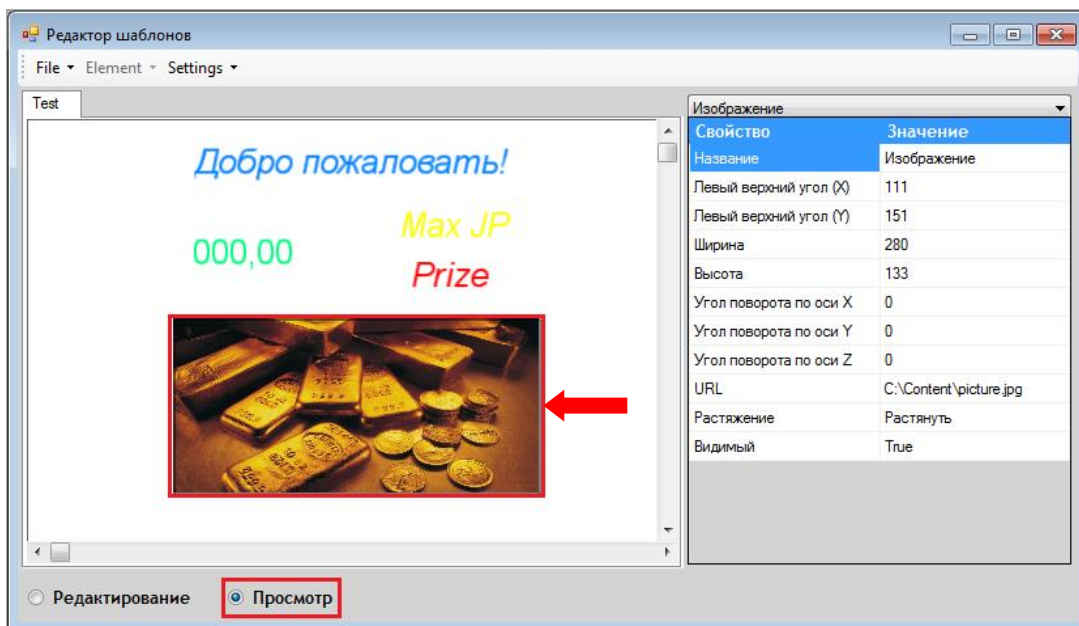 Редактор шаблонов
File Element Settings
Test
Добро пожаловать!
000,00
Max JP
Prize
Изображение
Свойство Значение
Название Изображение
Левый верхний угол (X) 111
Левый верхний угол (Y) 151
Ширина 280
Высота 133
Угол поворота по оси X 0
Угол поворота по оси Y 0
Угол поворота по оси Z 0
URL C:\Content\picture.jpg
Растяжение Растянуть
Видимый True
Редактирование Просмотр